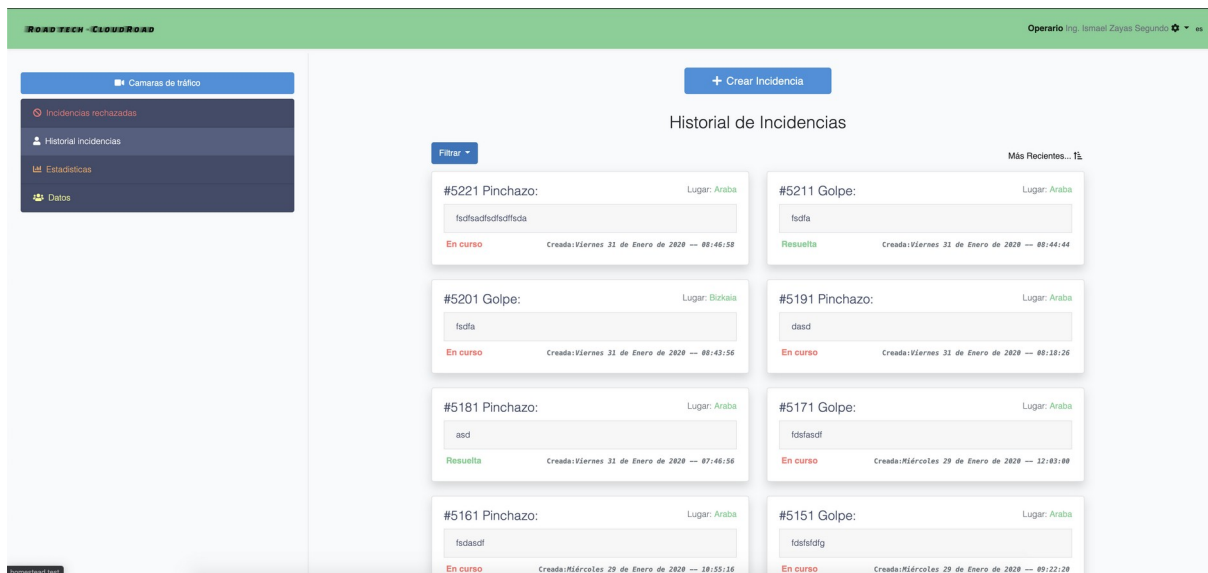 ROAD TECH - CLOUDROAD
Operario Ing. Ismael Zayas Segundo es
Camaras de tráfico
Incidencias rechazadas
Historial incidencias
Estadisticas
Datos
+ Crear Incidencia
Historial de Incidencias
Filtrar
Más Recientes...
#5221 Pinchazo: Lugar: Araba
fsdfsadfsdfsdffsda
En curso Creada:Viernes 31 de Enero de 2020 –– 08:46:58
#5211 Golpe: Lugar: Araba
fsdfa
Resuelta Creada:Viernes 31 de Enero de 2020 –– 08:44:44
#5201 Golpe: Lugar: Bizkaia
fsdfa
En curso Creada:Viernes 31 de Enero de 2020 –– 08:43:56
#5191 Pinchazo: Lugar: Araba
dasd
En curso Creada:Viernes 31 de Enero de 2020 –– 08:18:26
#5181 Pinchazo: Lugar: Araba
asd
Resuelta Creada:Viernes 31 de Enero de 2020 –– 07:46:56
#5171 Golpe: Lugar: Araba
fdsfasdf
En curso Creada:Miércoles 29 de Enero de 2020 –– 12:03:00
#5161 Pinchazo: Lugar: Araba
fsdasdf
En curso Creada:Miércoles 29 de Enero de 2020 –– 10:55:16
#5151 Golpe: Lugar: Araba
fdsfsfdfg
En curso Creada:Miércoles 29 de Enero de 2020 –– 09:22:20
homestead.test